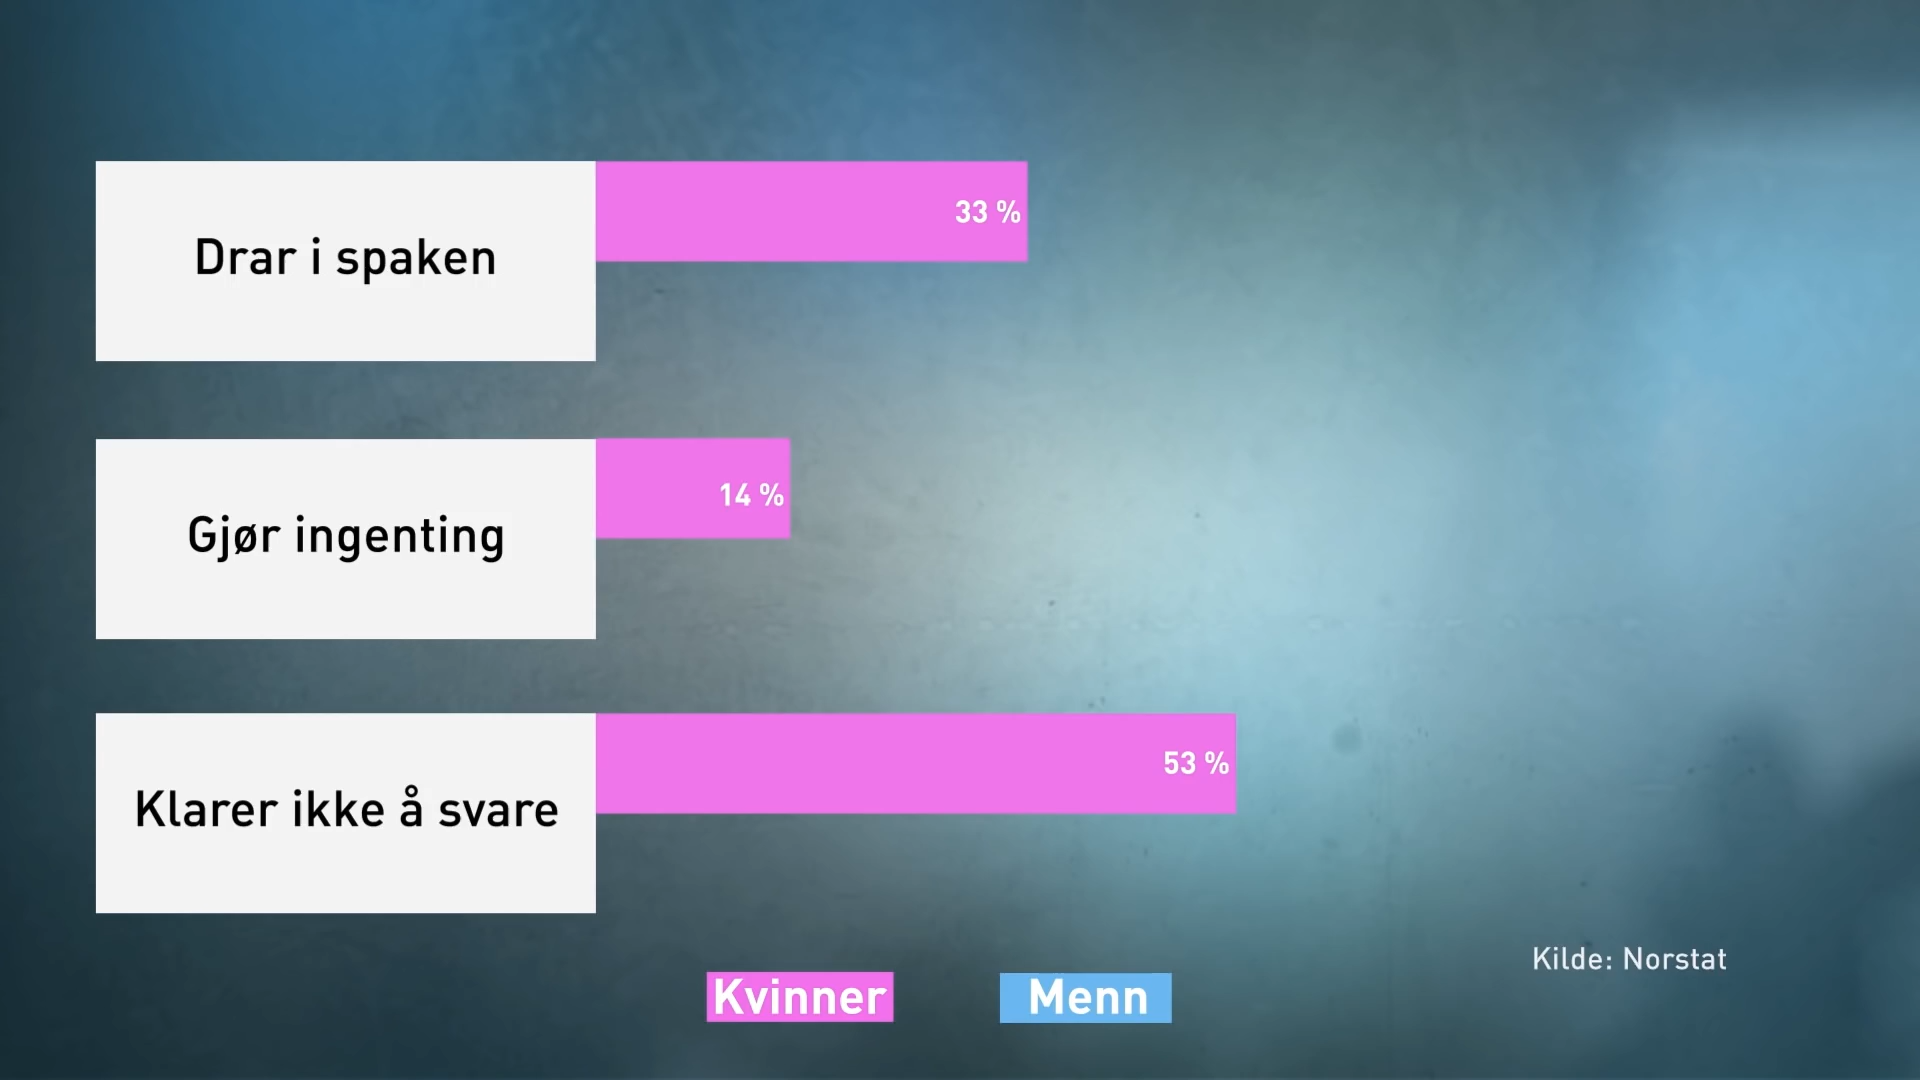 Drar i spaken
33 %
Gjør ingenting
14 %
Klarer ikke å svare
53 %
Kilde: Norstat
Kvinner
Menn